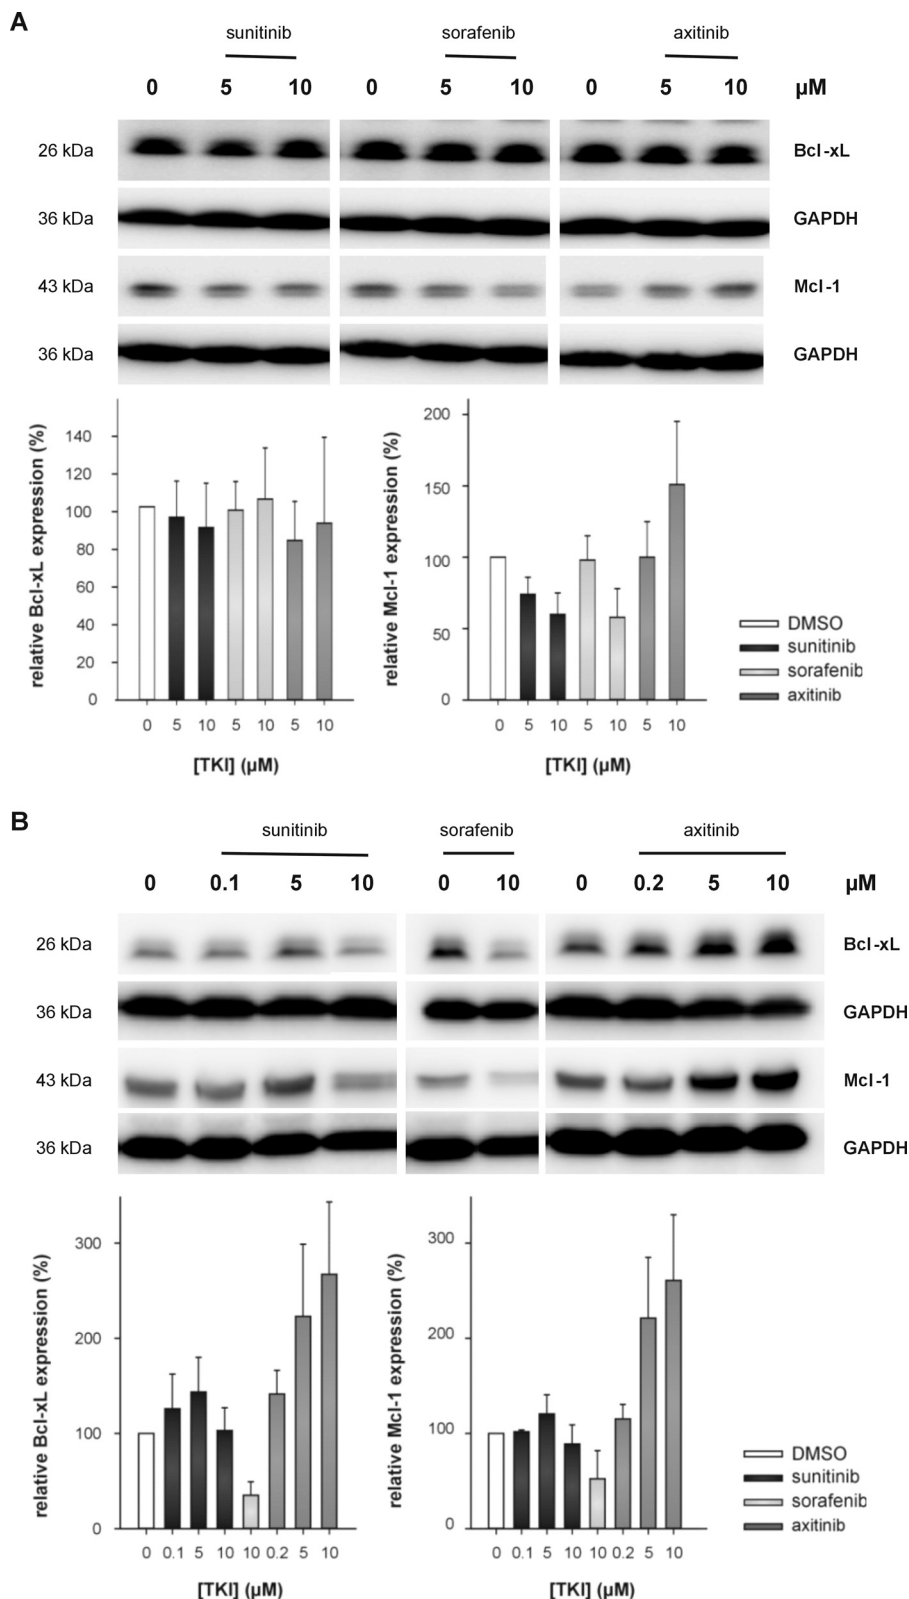 A
sunitinib sorafenib axitinib
0 5 10 0 5 10 0 5 10 µM
26 kDa Bcl-xL
36 kDa GAPDH
43 kDa Mcl-1
36 kDa GAPDH
relative Bcl-xL expression (%)
140
120
100
80
60
40
20
0
0 5 10 5 10 5 10
[TKI] (µM)
relative Mcl-1 expression (%)
200
150
100
50
0
0 5 10 5 10 5 10
[TKI] (µM)
DMSO
sunitinib
sorafenib
axitinib
B
sunitinib sorafenib axitinib
0 0.1 5 10 0 10 0 0.2 5 10 µM
26 kDa Bcl-xL
36 kDa GAPDH
43 kDa Mcl-1
36 kDa GAPDH
relative Bcl-xL expression (%)
300
200
100
0
0 0.1 5 10 10 0.2 5 10
[TKI] (µM)
relative Mcl-1 expression (%)
300
200
100
0
0 0.1 5 10 10 0.2 5 10
[TKI] (µM)
DMSO
sunitinib
sorafenib
axitinib